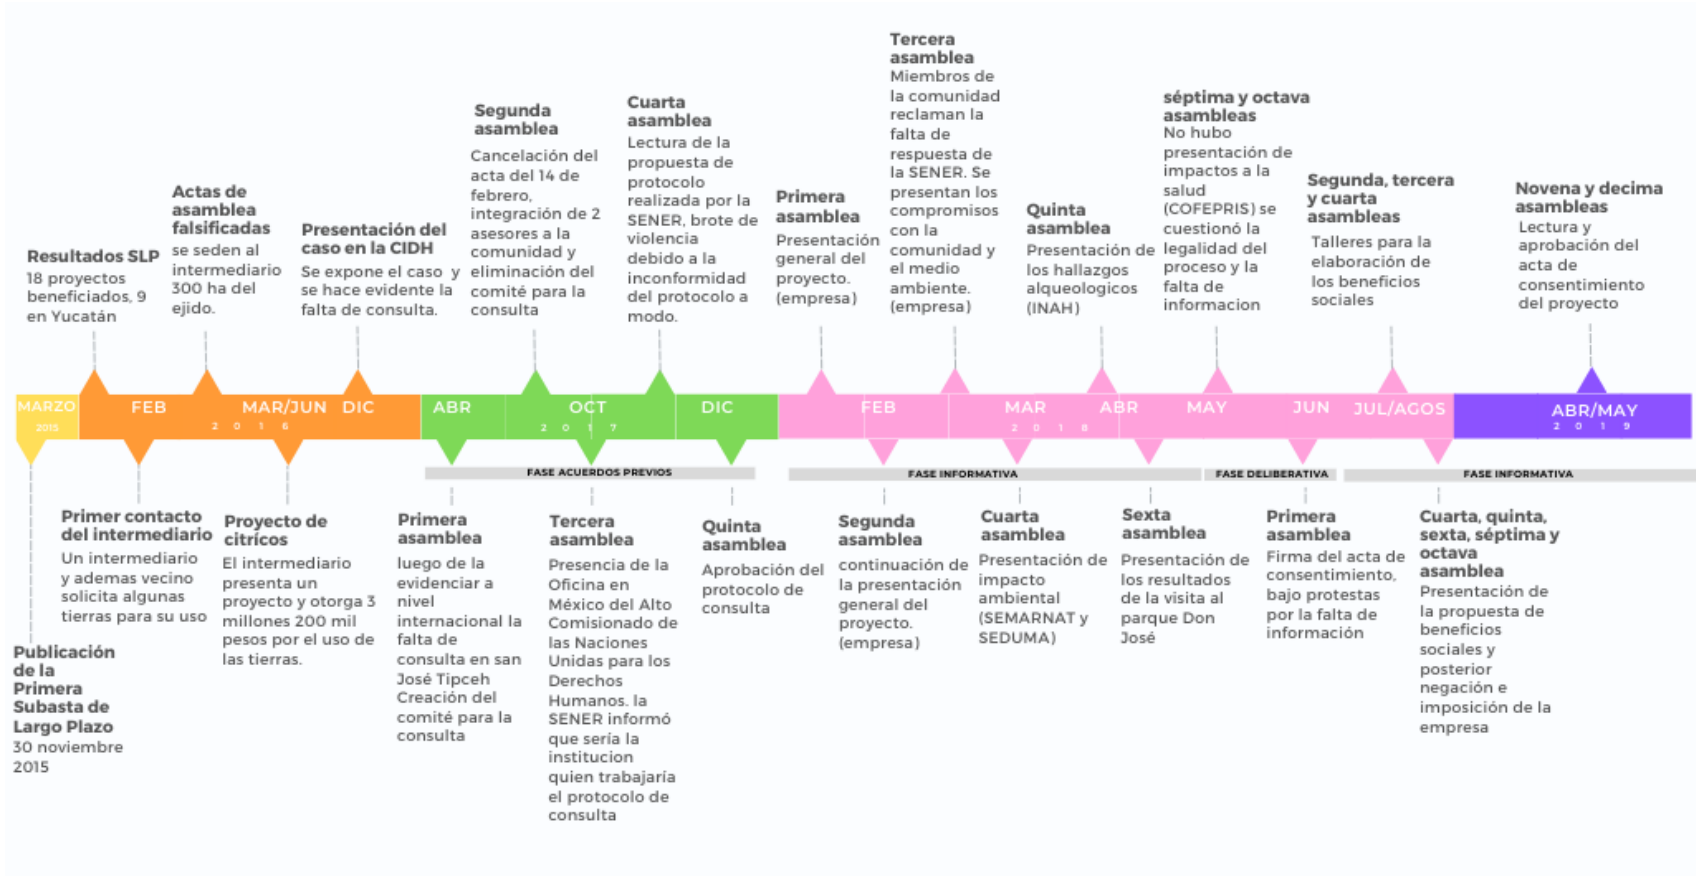 Resultados SLP
18 proyectos
beneficiados, 9
en Yucatán
Actas de
asamblea
falsificadas
se seden al
intermediario
300 ha del
ejido.
Presentación del
caso en la CIDH
Se expone el caso y
se hace evidente la
falta de consulta.
Segunda
asamblea
Cancelación del
acta del 14 de
febrero,
integración de 2
asesores a la
comunidad y
eliminación del
comité para la
consulta
Cuarta
asamblea
Lectura de la
propuesta de
protocolo
realizada por la
SENER, brote de
violencia
debido a la
inconformidad
del protocolo a
modo.
Primera
asamblea
Presentación
general del
proyecto.
(empresa)
Tercera
asamblea
Miembros de
la comunidad
reclaman la
falta de
respuesta de
la SENER. Se
presentan los
compromisos
con la
comunidad y
el medio
ambiente.
(empresa)
Quinta
asamblea
Presentación de
los hallazgos
alqueologicos
(INAH)
séptima y octava
asambleas
No hubo
presentación de
impactos a la
salud
(COFEPRIS) se
cuestionó la
legalidad del
proceso y la
falta de
informacion
Segunda, tercera
y cuarta
asambleas
Talleres para la
elaboración de
los beneficios
sociales
Novena y decima
asambleas
Lectura y
aprobación del
acta de
consentimiento
del proyecto
MARZO FEB MAR/JUN DIC ABR OCT DIC FEB MAR ABR MAY JUN JUL/AGOS ABR/MAY
2015 2016 2017 2018 2019
FASE ACUERDOS PREVIOS FASE INFORMATIVA FASE DELIBERATIVA FASE INFORMATIVA
Publicación
de la
Primera
Subasta de
Largo Plazo
30 noviembre
2015
Primer contacto
del intermediario
Un intermediario
y ademas vecino
solicita algunas
tierras para su uso
Proyecto de
citrícos
El intermediario
presenta un
proyecto y otorga 3
millones 200 mil
pesos por el uso de
las tierras.
Primera
asamblea
luego de la
evidenciar a
nivel
internacional la
falta de
consulta en san
José Tipceh
Creación del
comité para la
consulta
Tercera
asamblea
Presencia de la
Oficina en
México del Alto
Comisionado de
las Naciones
Unidas para los
Derechos
Humanos. la
SENER informó
que sería la
institucion
quien trabajaría
el protocolo de
consulta
Quinta
asamblea
Aprobación del
protocolo de
consulta
Segunda
asamblea
continuación de
la presentación
general del
proyecto.
(empresa)
Cuarta
asamblea
Presentación de
impacto
ambiental
(SEMARNAT y
SEDUMA)
Sexta
asamblea
Presentación de
los resultados
de la visita al
parque Don
José
Primera
asamblea
Firma del acta de
consentimiento,
bajo protestas
por la falta de
información
Cuarta, quinta,
sexta, séptima y
octava
asamblea
Presentación de
la propuesta de
beneficios
sociales y
posterior
negación e
imposición de la
empresa